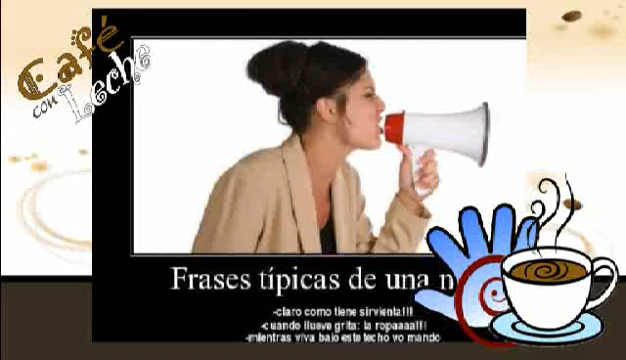 Café
con Leche
Frases típicas de una
-claro como tiene sirvienta!!!
-cuando llueve grita: la ropaaaa!!!
-mientras viva bajo este techo yo mando